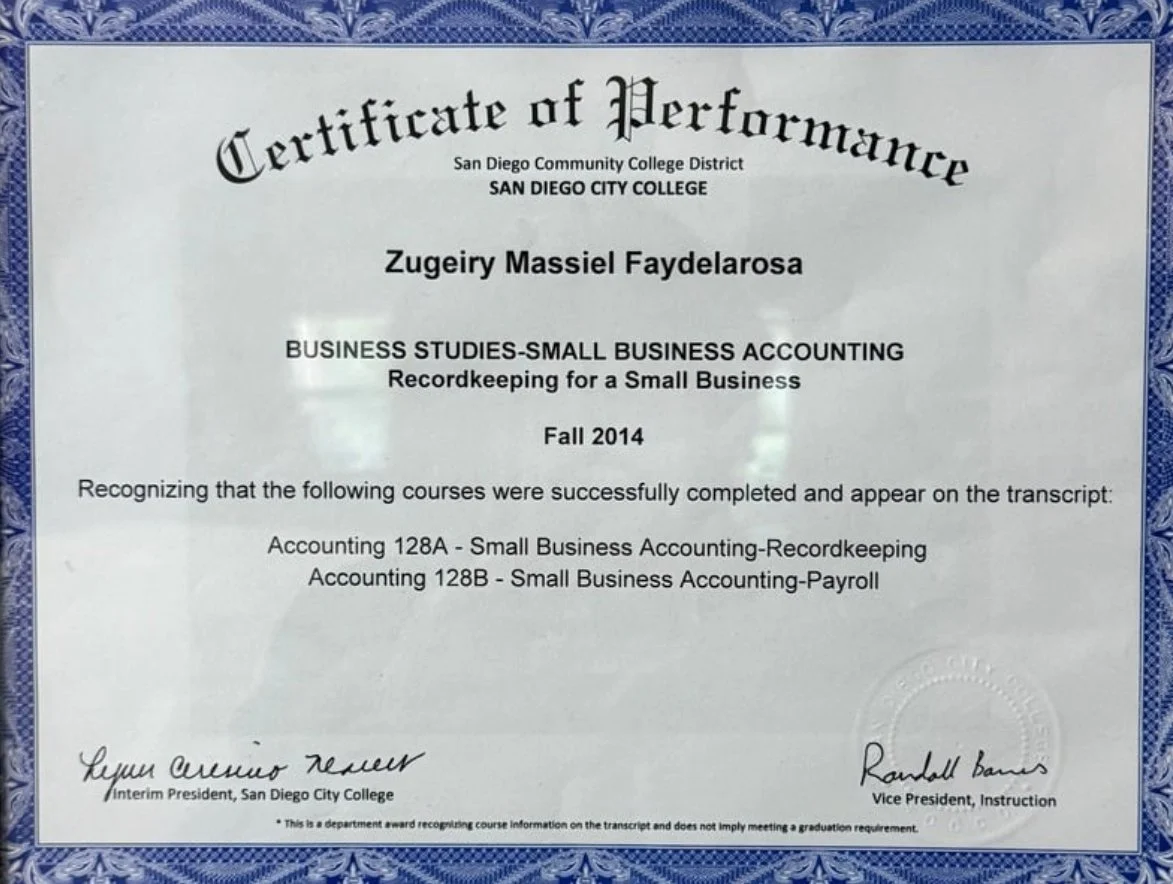 Certificate of Performance
San Diego Community College District
SAN DIEGO CITY COLLEGE
Zugeiry Massiel Faydelarosa
BUSINESS STUDIES-SMALL BUSINESS ACCOUNTING
Recordkeeping for a Small Business
Fall 2014
Recognizing that the following courses were successfully completed and appear on the transcript:
Accounting 128A - Small Business Accounting-Recordkeeping
Accounting 128B - Small Business Accounting-Payroll
Randall Barnes
Interim President, San Diego City College
Vice President, Instruction
* This is a department award recognizing course information on the transcript and does not imply meeting a graduation requirement.